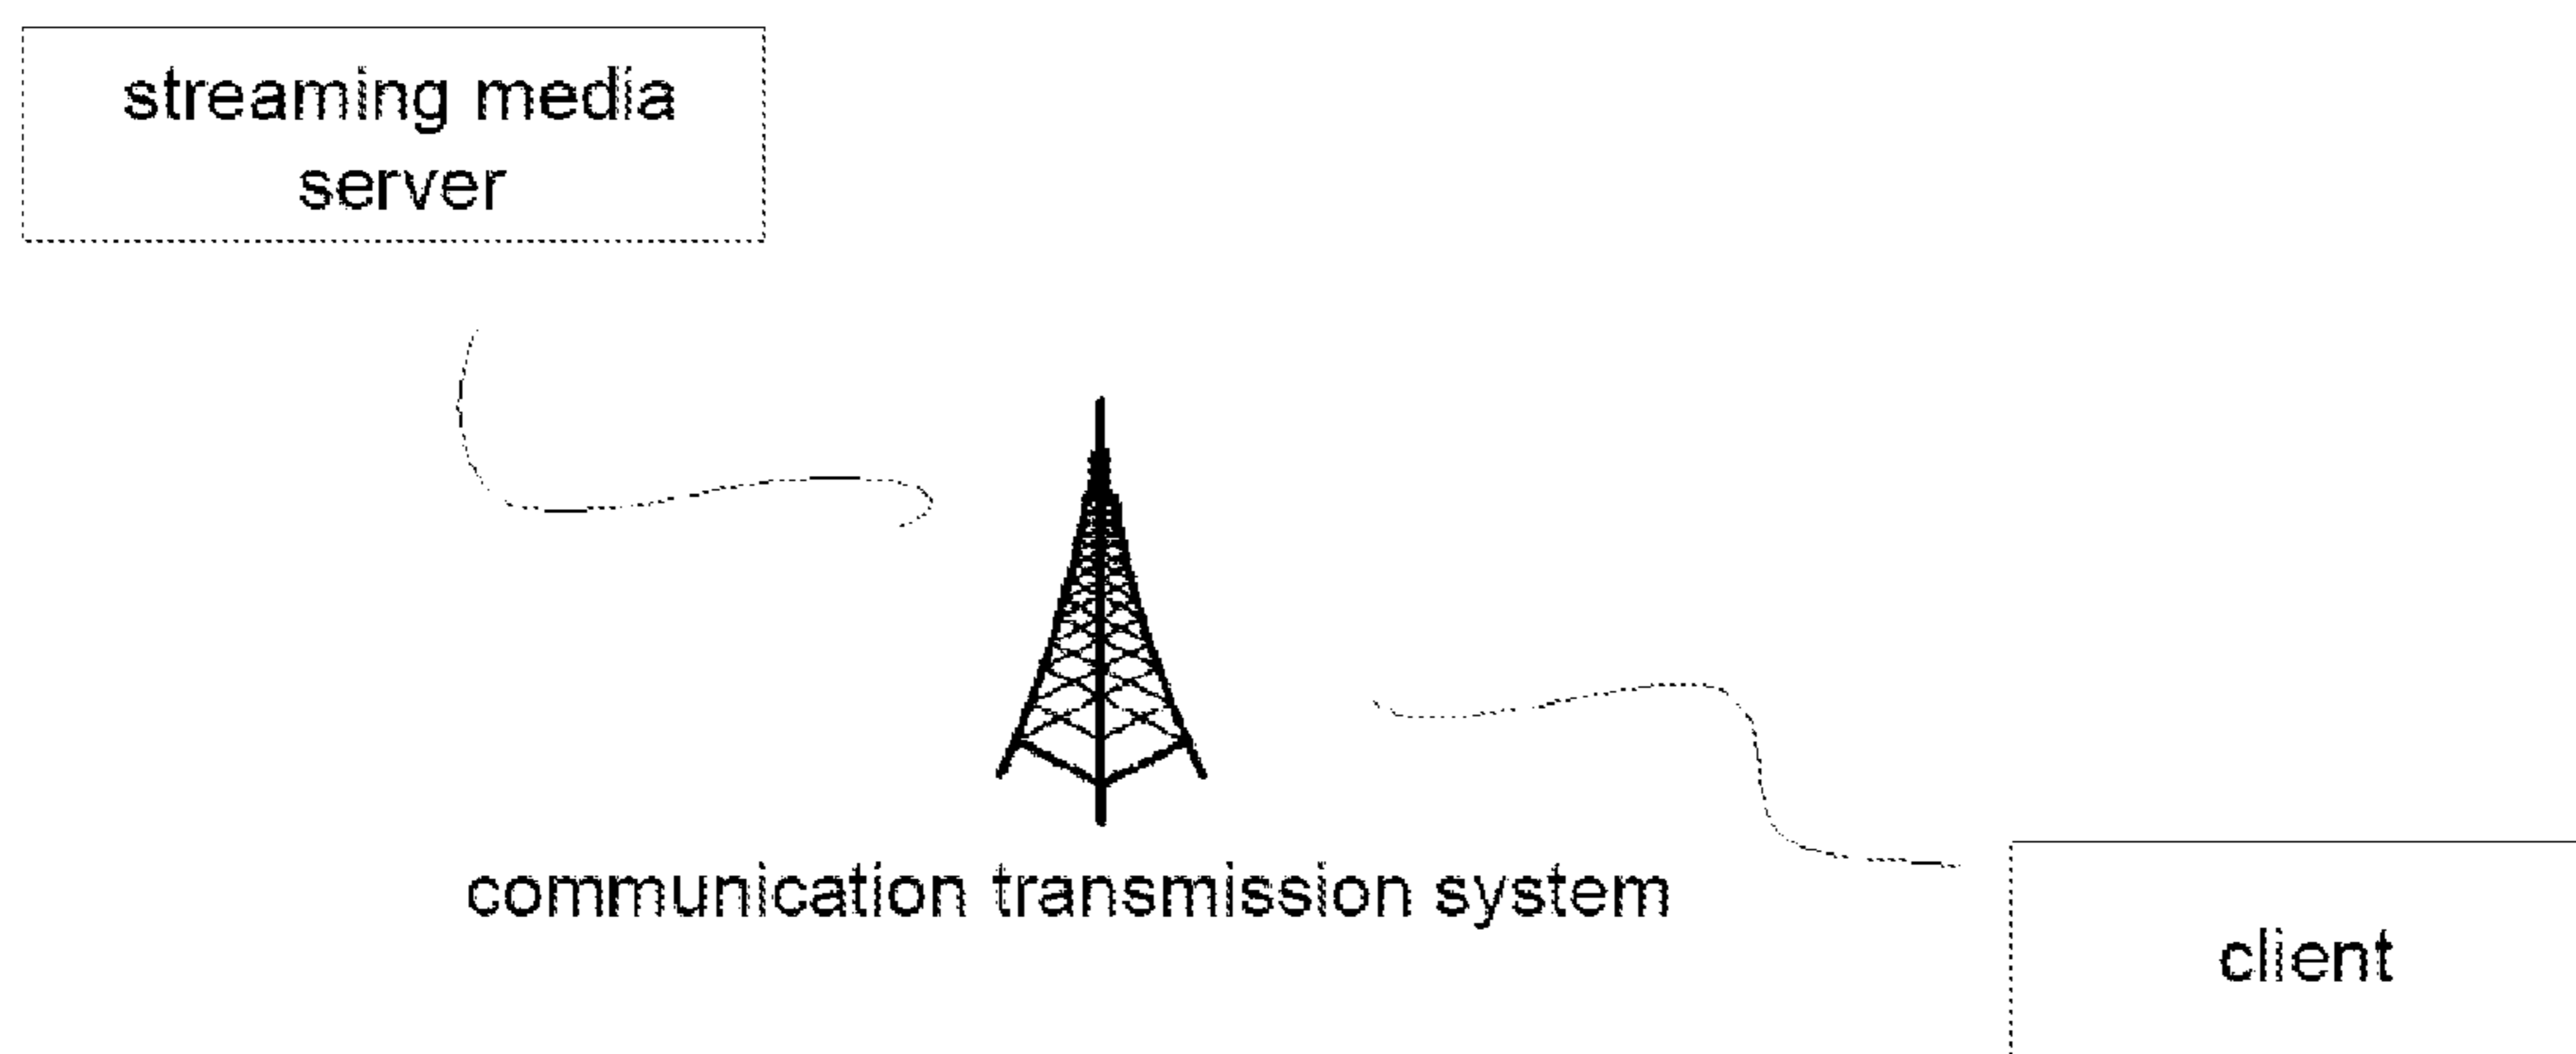 streaming media
server
communication transmission system
client